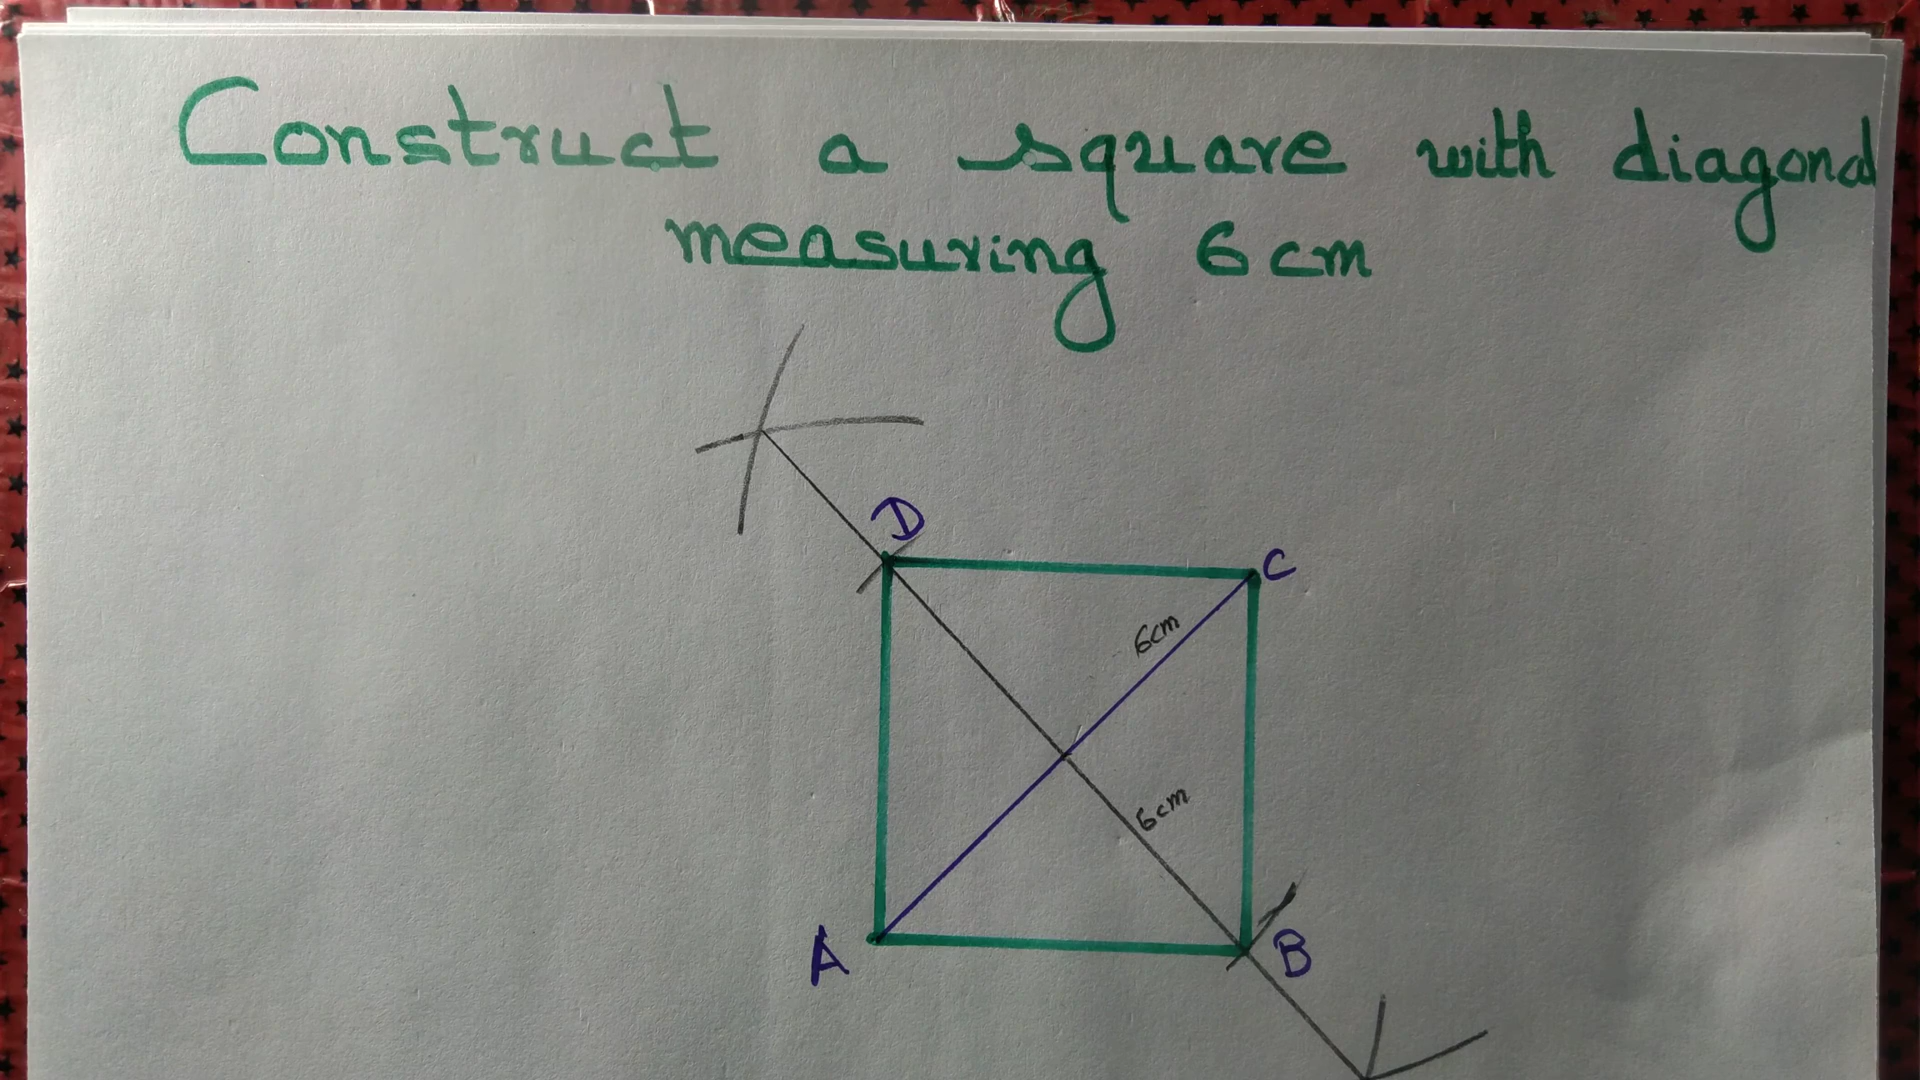 Construct a square with diagonal
measuring 6 cm
D
C
6cm
6cm
A
B